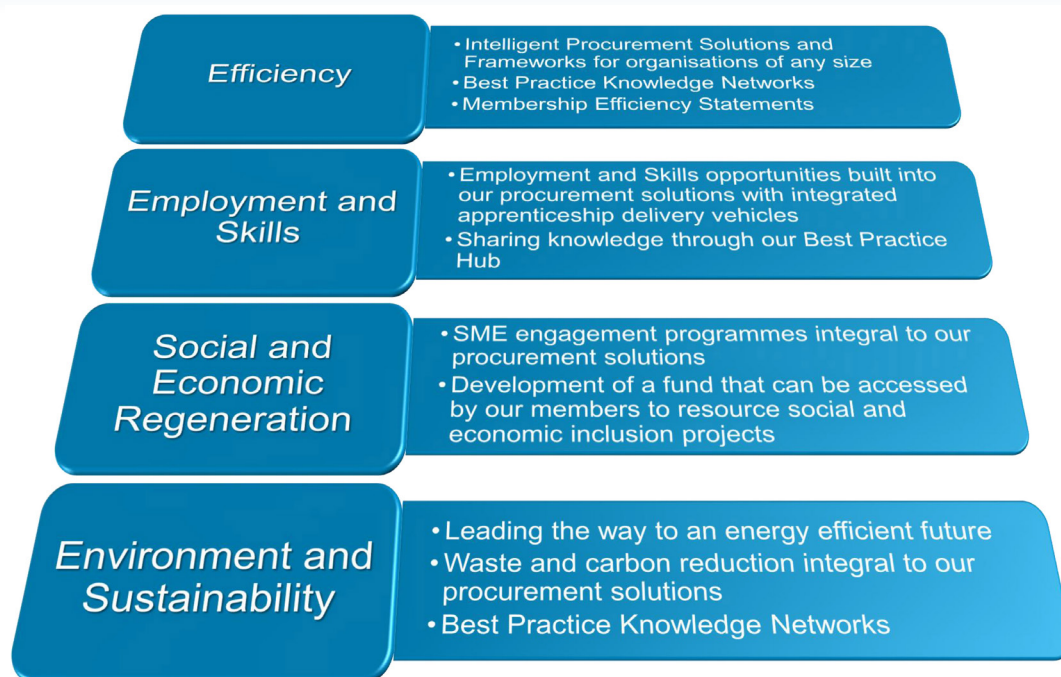 Efficiency
• Intelligent Procurement Solutions and
Frameworks for organisations of any size
• Best Practice Knowledge Networks
• Membership Efficiency Statements
Employment and
Skills
• Employment and Skills opportunities built into
our procurement solutions with integrated
apprenticeship delivery vehicles
• Sharing knowledge through our Best Practice
Hub
Social and
Economic
Regeneration
• SME engagement programmes integral to our
procurement solutions
• Development of a fund that can be accessed
by our members to resource social and
economic inclusion projects
Environment and
Sustainability
• Leading the way to an energy efficient future
• Waste and carbon reduction integral to our
procurement solutions
• Best Practice Knowledge Networks